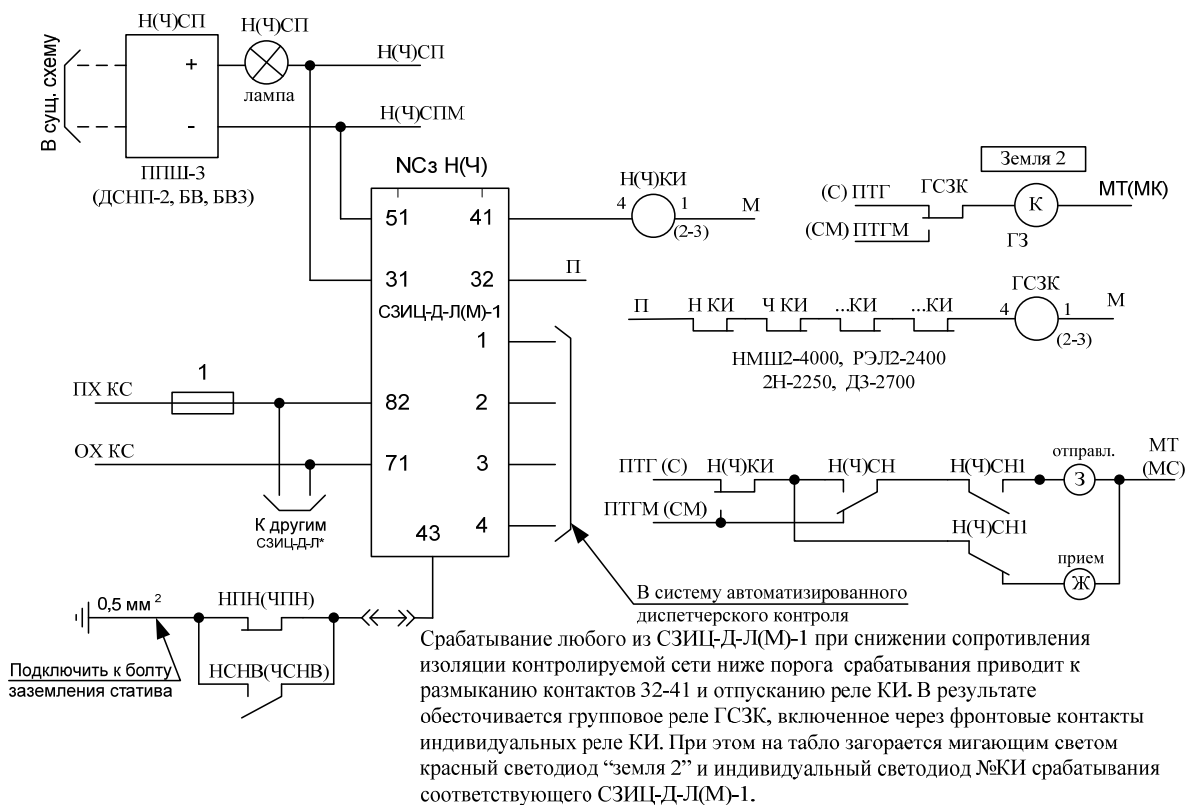 Н(Ч)СП
Н(Ч)СП
В сущ. схему
+
-
лампа
Н(Ч)СП
Н(Ч)СПМ
ППШ-3
(ДСНП-2, БВ, БВЗ)
NСз Н(Ч)
51
41
31
32
СЗИЦ-Д-Л(М)-1
1
82
2
71
3
4
43
Н(Ч)КИ
4
1
(2-3)
М
П
Земля 2
(С) ПТГ
ГСЗК
К
МТ(МК)
(СМ) ПТГМ
ГЗ
П
Н КИ
Ч КИ
...КИ
...КИ
ГСЗК
4
1
М
(2-3)
НМШ2-4000, РЭЛ2-2400
2Н-2250, ДЗ-2700
ПХ КС
1
ОХ КС
К другим
СЗИЦ-Д-Л*
ПТГ (С)
Н(Ч)КИ
Н(Ч)СН
Н(Ч)СН1
отправл.
З
МТ
(МС)
ПТГМ (СМ)
Н(Ч)СН1
прием
Ж
В систему автоматизированного
диспетчерского контроля
0,5 мм 2
НПН(ЧПН)
НСНВ(ЧСНВ)
Подключить к болту
заземления статива
Срабатывание любого из СЗИЦ-Д-Л(М)-1 при снижении сопротивления
изоляции контролируемой сети ниже порога срабатывания приводит к
размыканию контактов 32-41 и отпусканию реле КИ. В результате
обесточивается групповое реле ГСЗК, включенное через фронтовые контакты
индивидуальных реле КИ. При этом на табло загорается мигающим светом
красный светодиод "земля 2" и индивидуальный светодиод №КИ срабатывания
соответствующего СЗИЦ-Д-Л(М)-1.